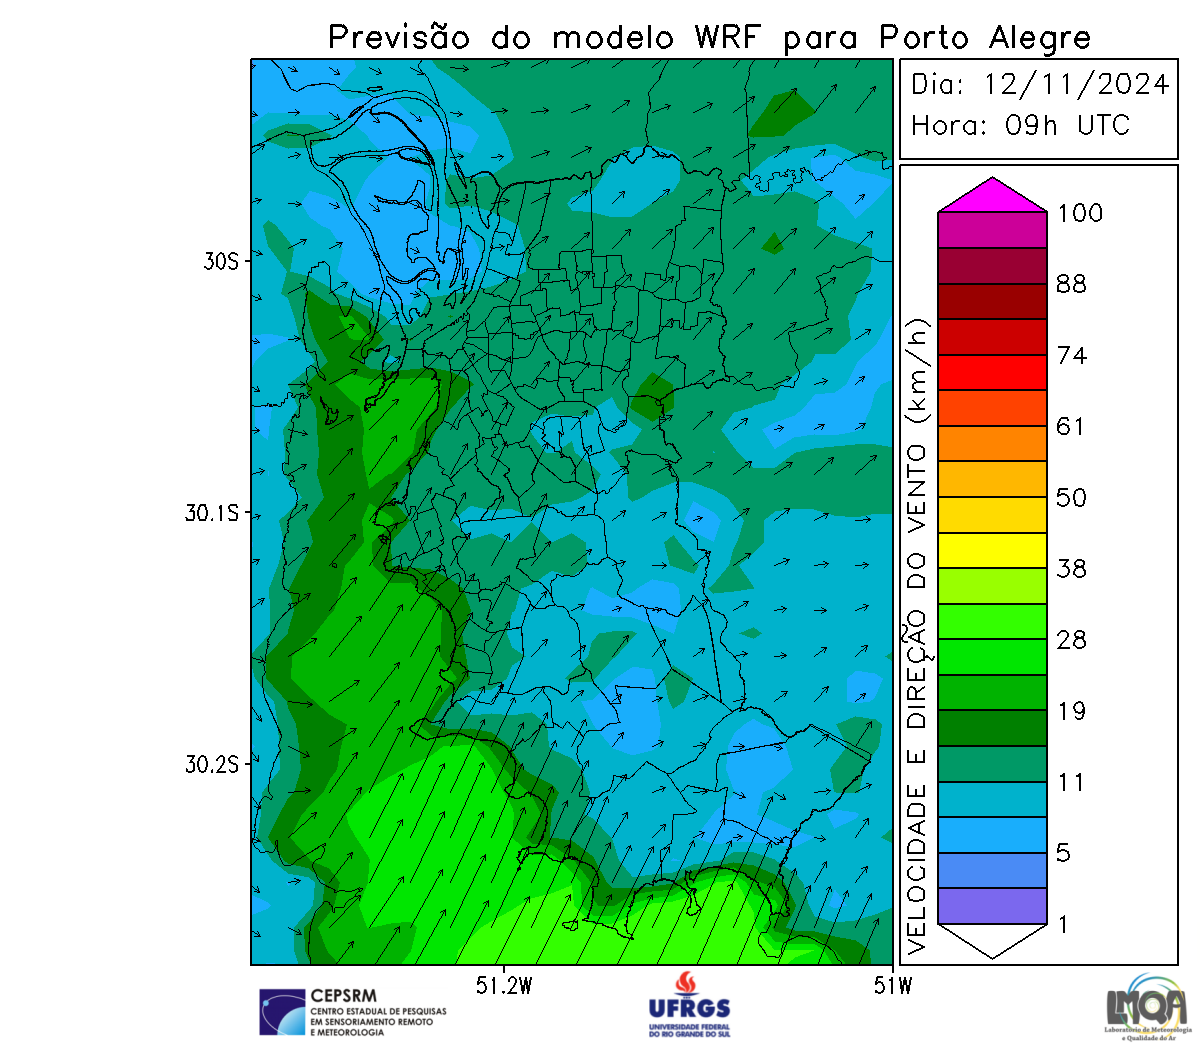 Previsão do modelo WRF para Porto Alegre
Dia: 12/11/2024
Hora: 09h UTC
VELOCIDADE E DIREÇÃO DO VENTO (km/h)
100
88
74
61
50
38
28
19
11
5
1
30S
30.1S
30.2S
51.2W
51W
CEPSRM
CENTRO ESTADUAL DE PESQUISAS
EM SENSORIAMENTO REMOTO
E METEOROLOGIA
UFRGS
UNIVERSIDADE FEDERAL
DO RIO GRANDE DO SUL
LMQA
Laboratório de Meteorologia
e Qualidade do Ar